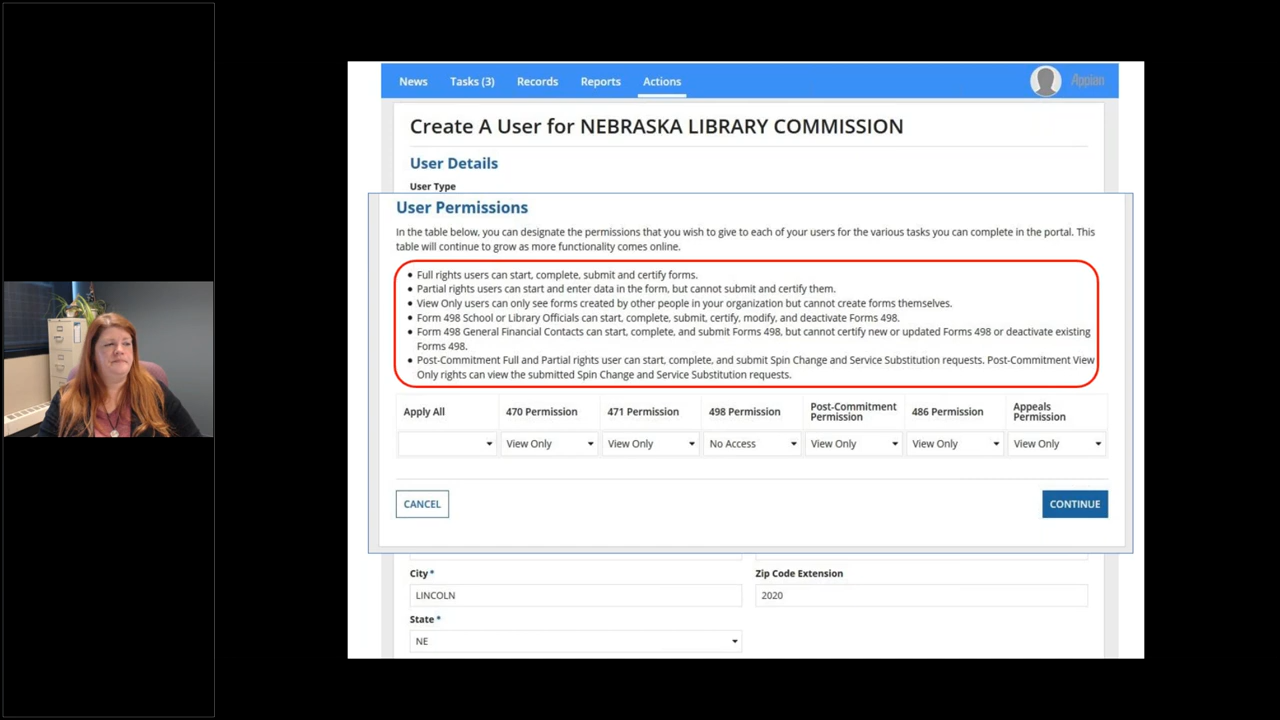 News Tasks (3) Records Reports Actions Appian
Create A User for NEBRASKA LIBRARY COMMISSION
User Details
User Type
User Permissions
In the table below, you can designate the permissions that you wish to give to each of your users for the various tasks you can complete in the portal. This
table will continue to grow as more functionality comes online.
• Full rights users can start, complete, submit and certify forms.
• Partial rights users can start and enter data in the form, but cannot submit and certify them.
• View Only users can only see forms created by other people in your organization but cannot create forms themselves.
• Form 498 School or Library Officials can start, complete, submit, certify, modify, and deactivate Forms 498.
• Form 498 General Financial Contacts can start, complete, and submit Forms 498, but cannot certify new or updated Forms 498 or deactivate existing
Forms 498.
• Post-Commitment Full and Partial rights user can start, complete, and submit Spin Change and Service Substitution requests. Post-Commitment View
Only rights can view the submitted Spin Change and Service Substitution requests.
Apply All 470 Permission 471 Permission 498 Permission Post-Commitment Permission 486 Permission Appeals Permission
View Only View Only No Access View Only View Only View Only
CANCEL CONTINUE
City * Zip Code Extension
LINCOLN 2020
State *
NE